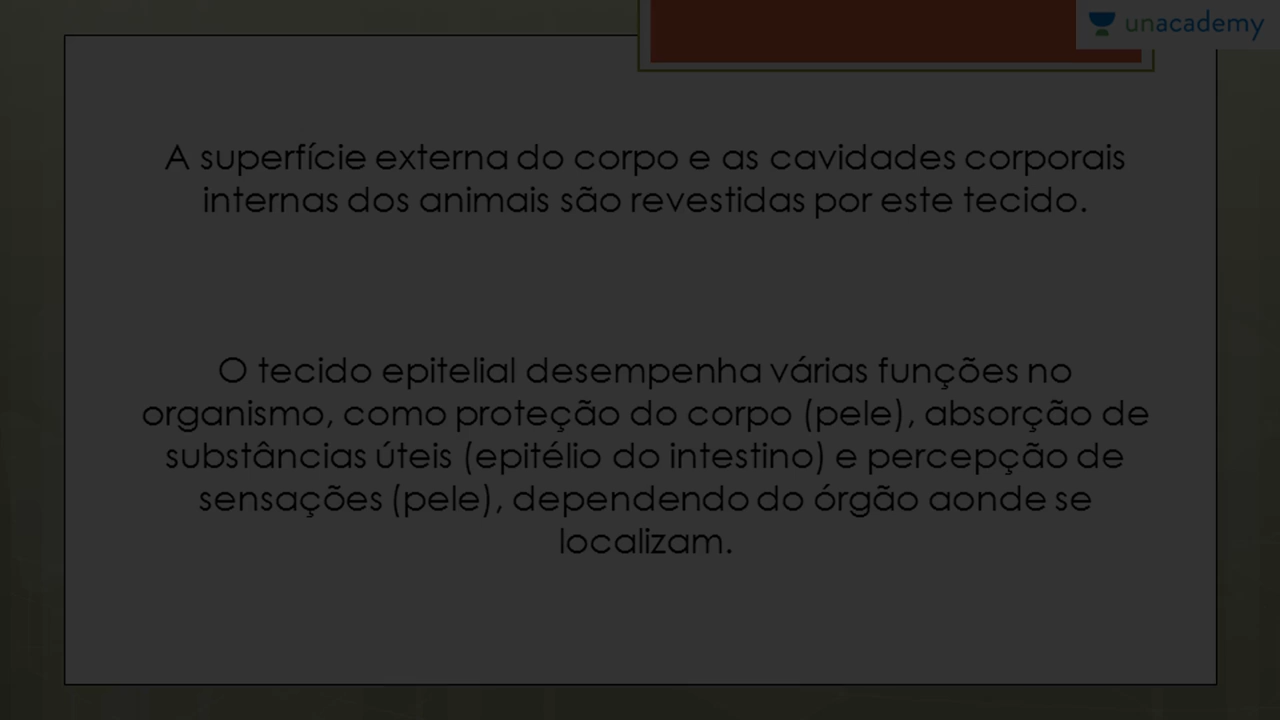 unacademy
A superfície externa do corpo e as cavidades corporais
internas dos animais são revestidas por este tecido.
O tecido epitelial desempenha várias funções no
organismo, como proteção do corpo (pele), absorção de
substâncias úteis (epitélio do intestino) e percepção de
sensações (pele), dependendo do órgão aonde se
localizam.